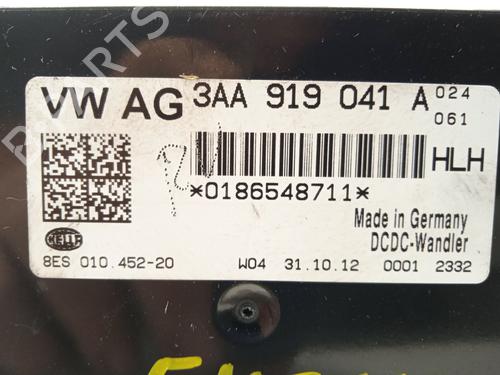 VW AG 3AA 919 041 A 024
061
HLH
*0186548711*
Made in Germany
DCDC-Wandler
HELLA
8ES 010.452-20 W04 31.10.12 0001 2332